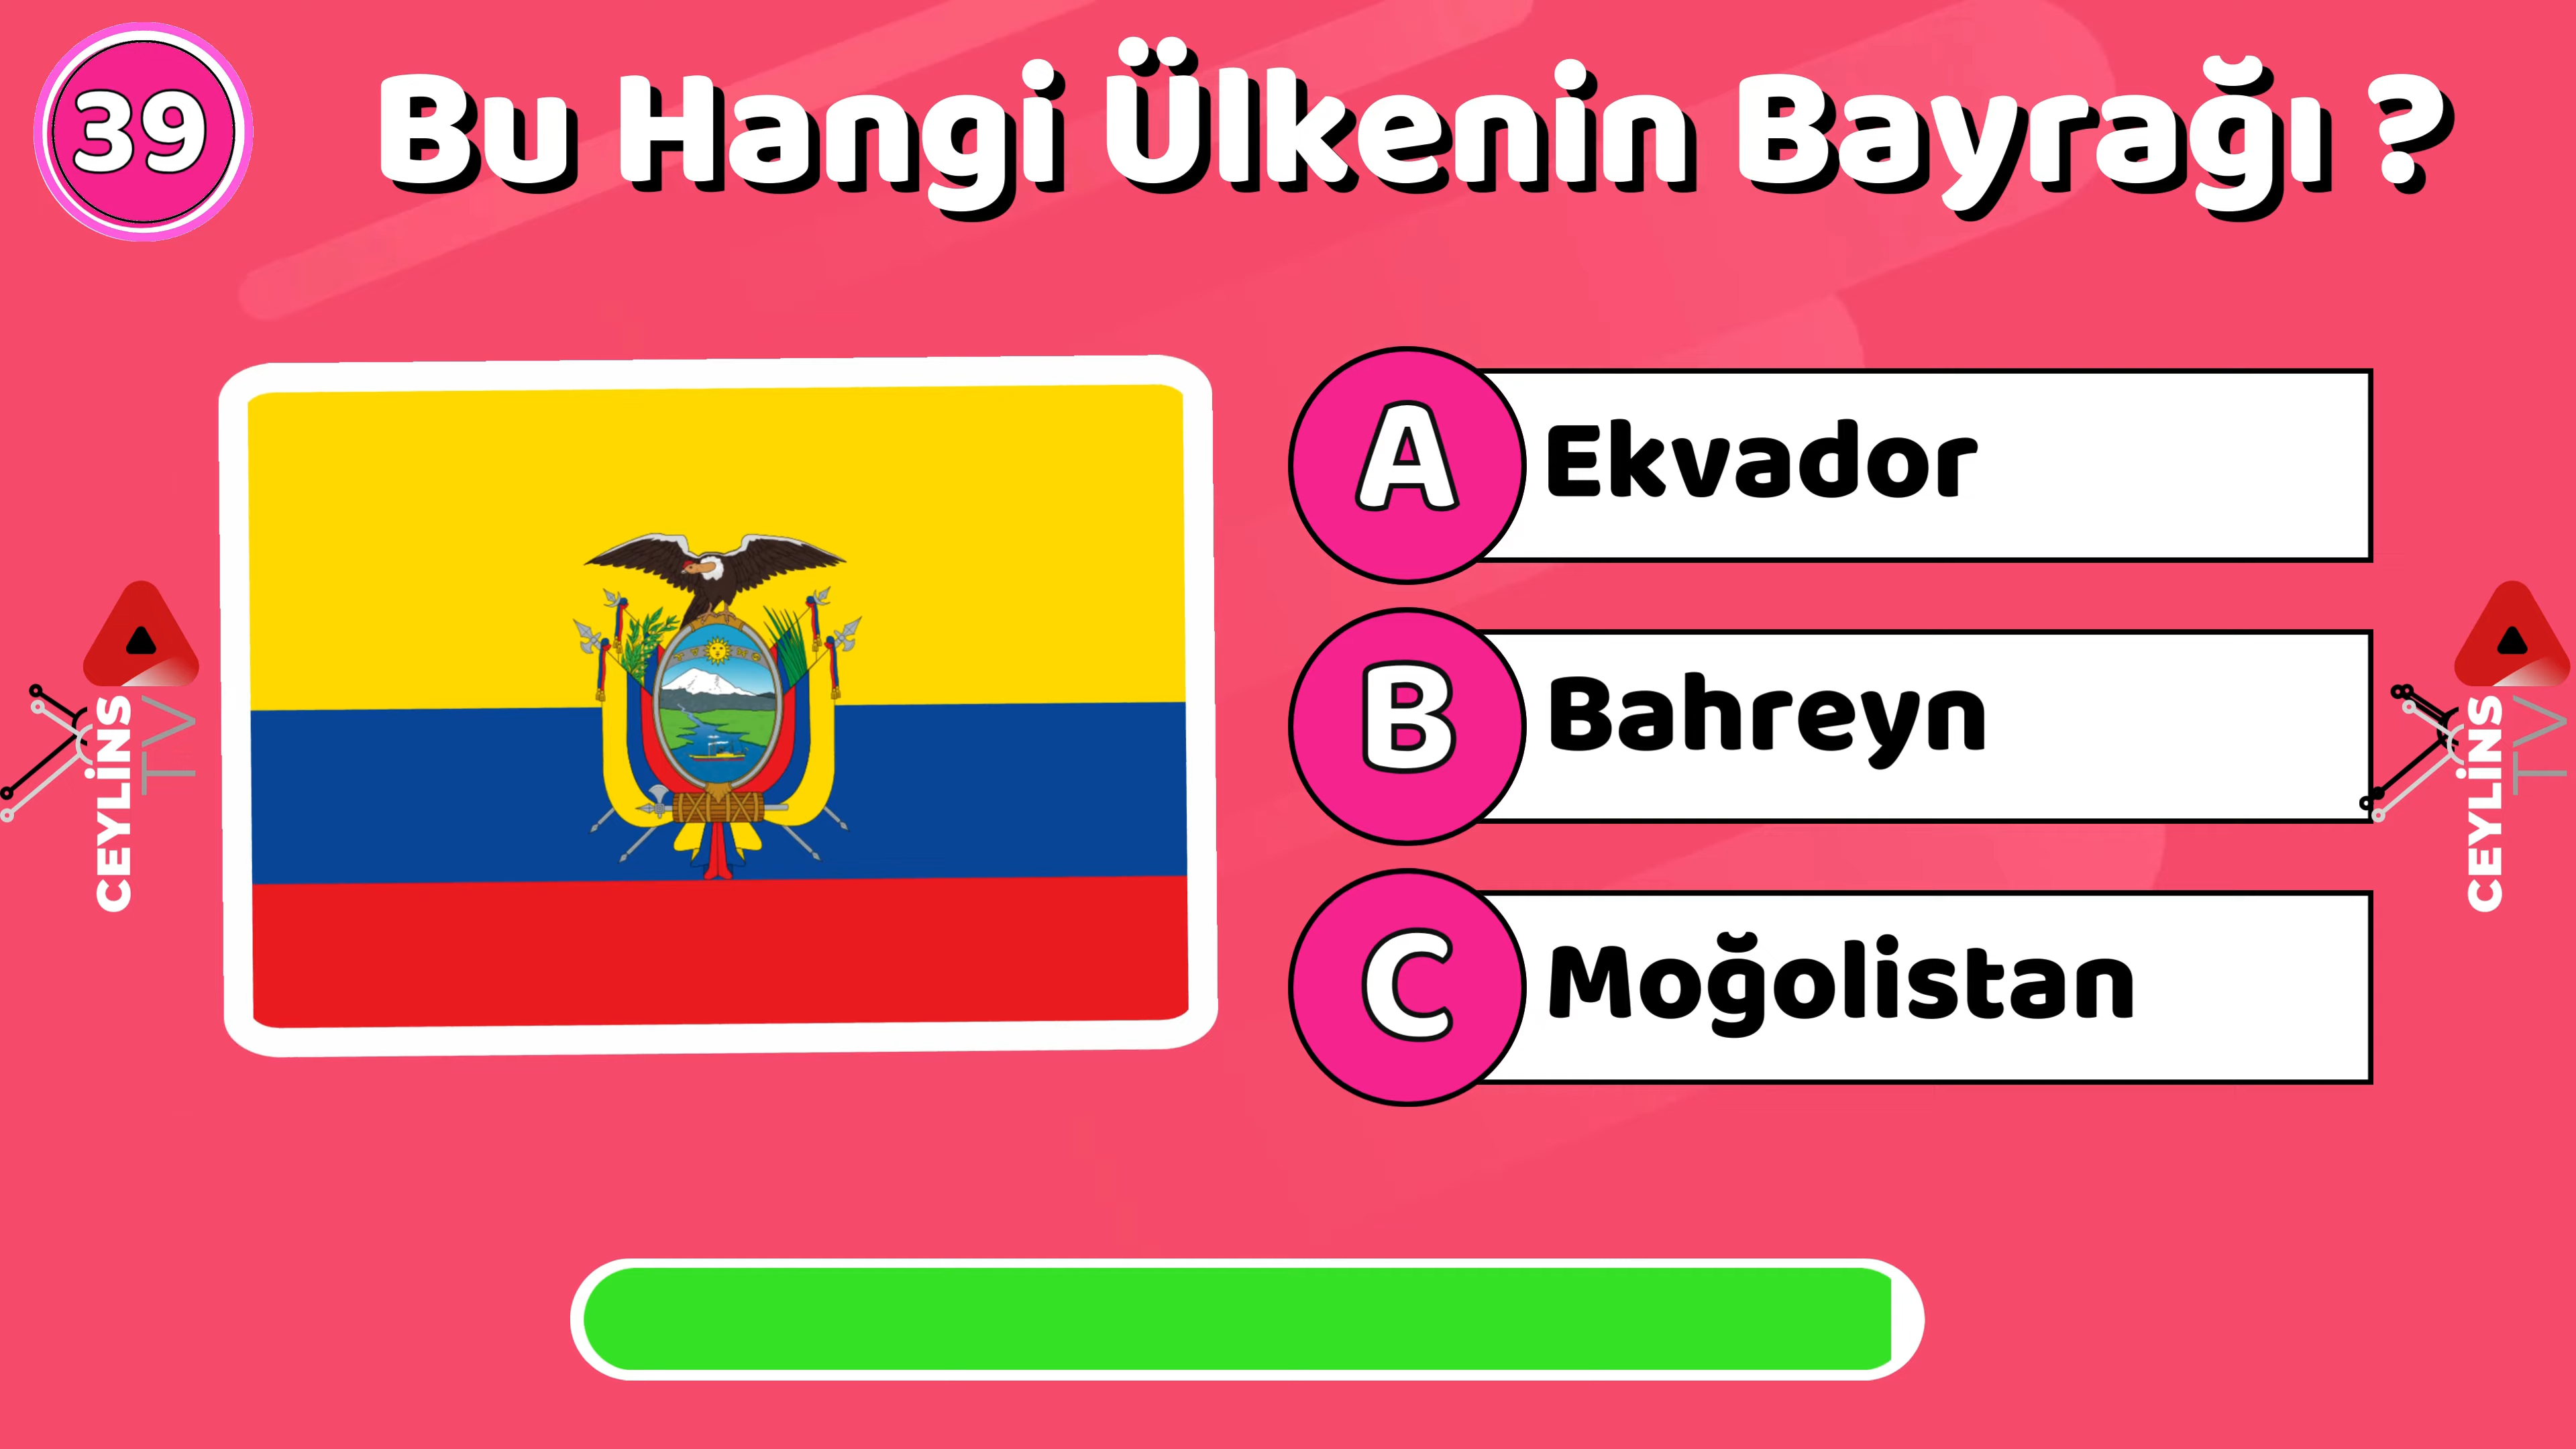 39
Bu Hangi Ülkenin Bayrağı ?
A
Ekvador
B
Bahreyn
C
Moğolistan
CEYLİNS
TV
CEYLİNS
TV